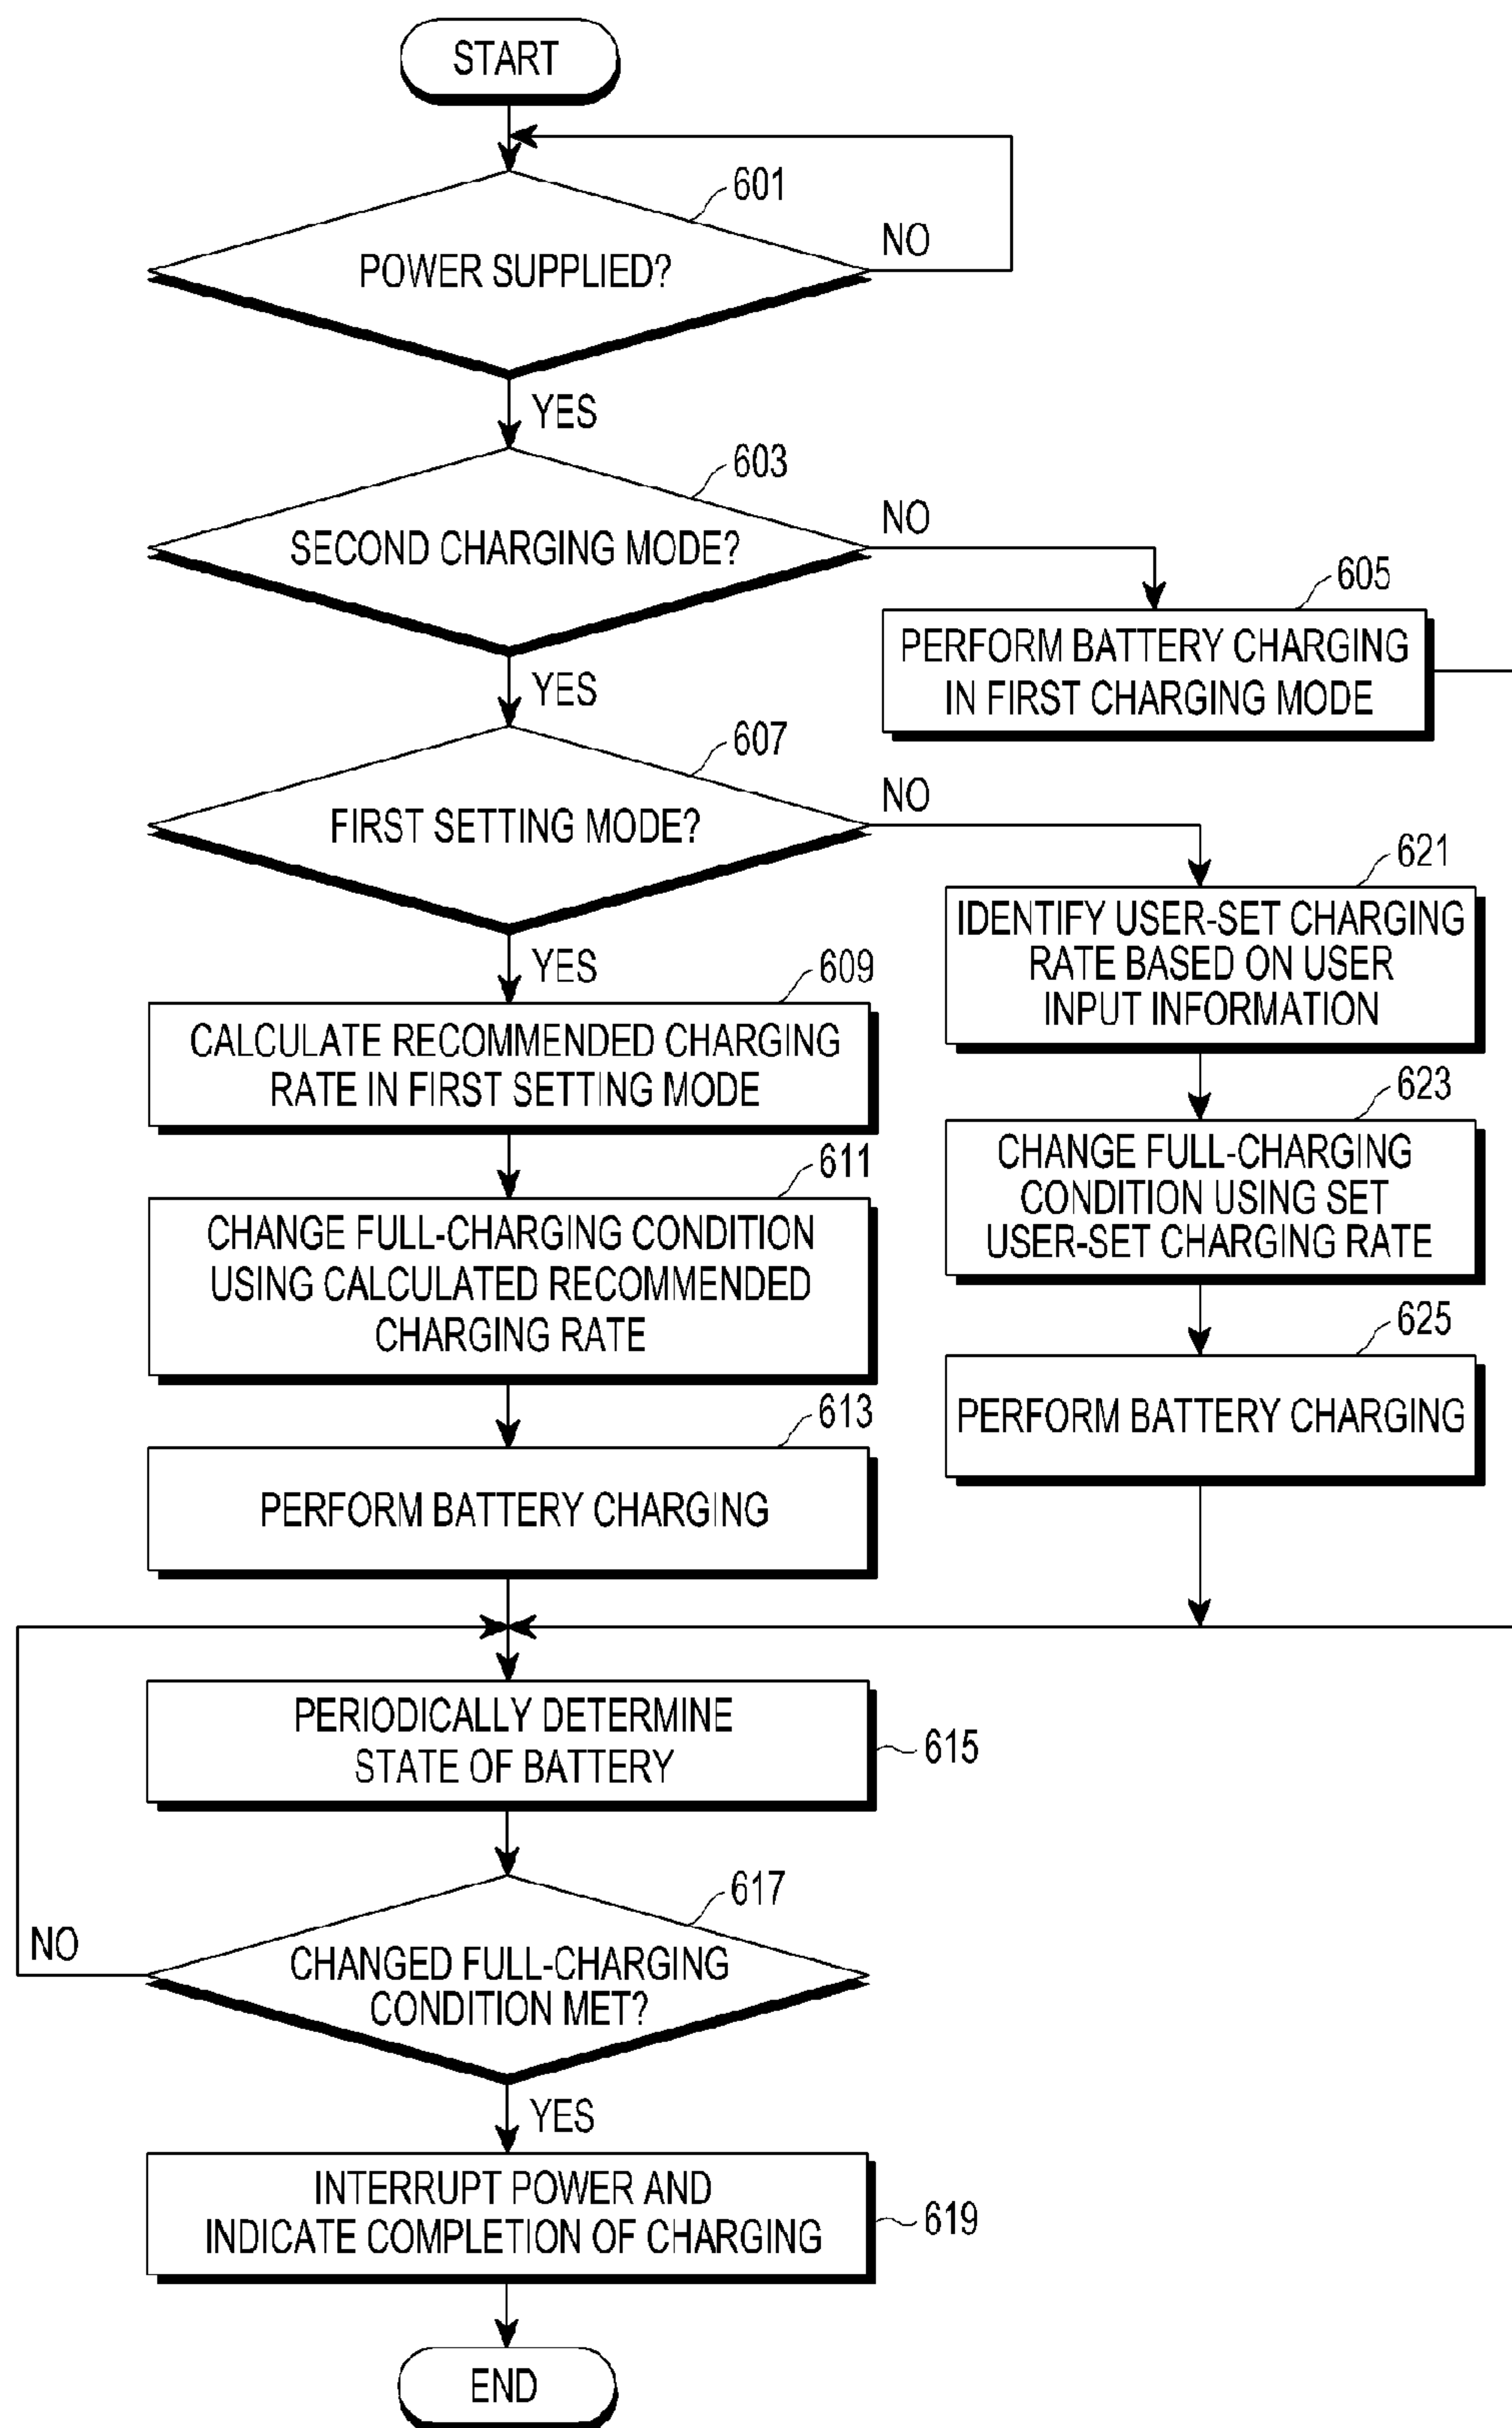 START
601
POWER SUPPLIED?
NO
YES
603
SECOND CHARGING MODE?
NO
605
PERFORM BATTERY CHARGING
IN FIRST CHARGING MODE
YES
607
FIRST SETTING MODE?
NO
621
IDENTIFY USER-SET CHARGING
RATE BASED ON USER
INPUT INFORMATION
YES
609
CALCULATE RECOMMENDED CHARGING
RATE IN FIRST SETTING MODE
623
CHANGE FULL-CHARGING
CONDITION USING SET
USER-SET CHARGING RATE
611
CHANGE FULL-CHARGING CONDITION
USING CALCULATED RECOMMENDED
CHARGING RATE
625
PERFORM BATTERY CHARGING
613
PERFORM BATTERY CHARGING
PERIODICALLY DETERMINE
STATE OF BATTERY
615
617
CHANGED FULL-CHARGING
CONDITION MET?
NO
YES
INTERRUPT POWER AND
INDICATE COMPLETION OF CHARGING
619
END